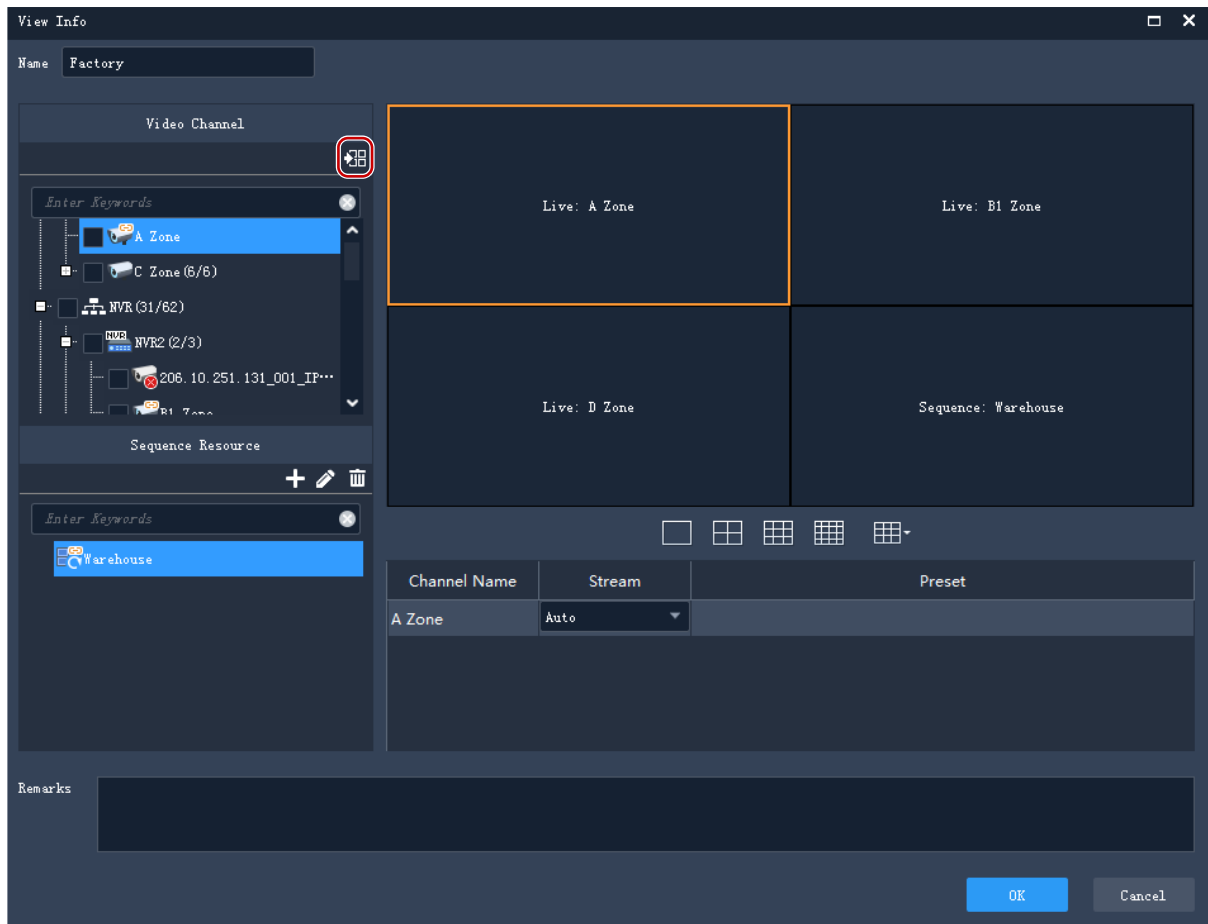 View Info
Name Factory
Video Channel
Enter Keywords
A Zone
C Zone (6/6)
NVR (31/62)
NVR
NVR2 (2/3)
206.10.251.131_001_IP···
B1 Zone
Sequence Resource
Enter Keywords
Warehouse
Live: A Zone
Live: B1 Zone
Live: D Zone
Sequence: Warehouse
Channel Name Stream Preset
A Zone Auto
Remarks
OK Cancel